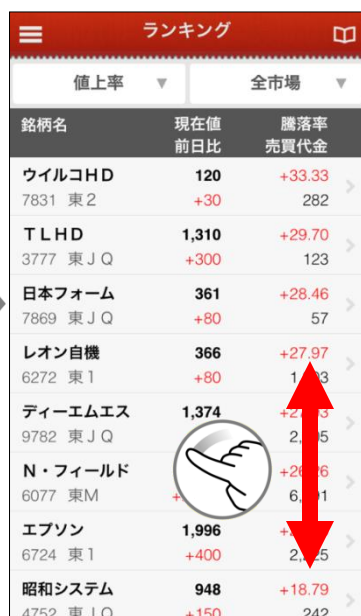 ランキング
値上率 ▼ 全市場 ▼
銘柄名 現在値 騰落率
前日比 売買代金
ウイルコHD 120 +33.33
7831 東2 +30 282
TLHD 1,310 +29.70
3777 東JQ +300 123
日本フォーム 361 +28.46
7869 東JQ +80 57
レオン自機 366 +27.97
6272 東1 +80
ディーエムエス 1,374
9782 東JQ
N・フィールド
6077 東M
エプソン 1,996
6724 東1 +400
昭和システム 948 +18.79
4752 東JQ +150 242